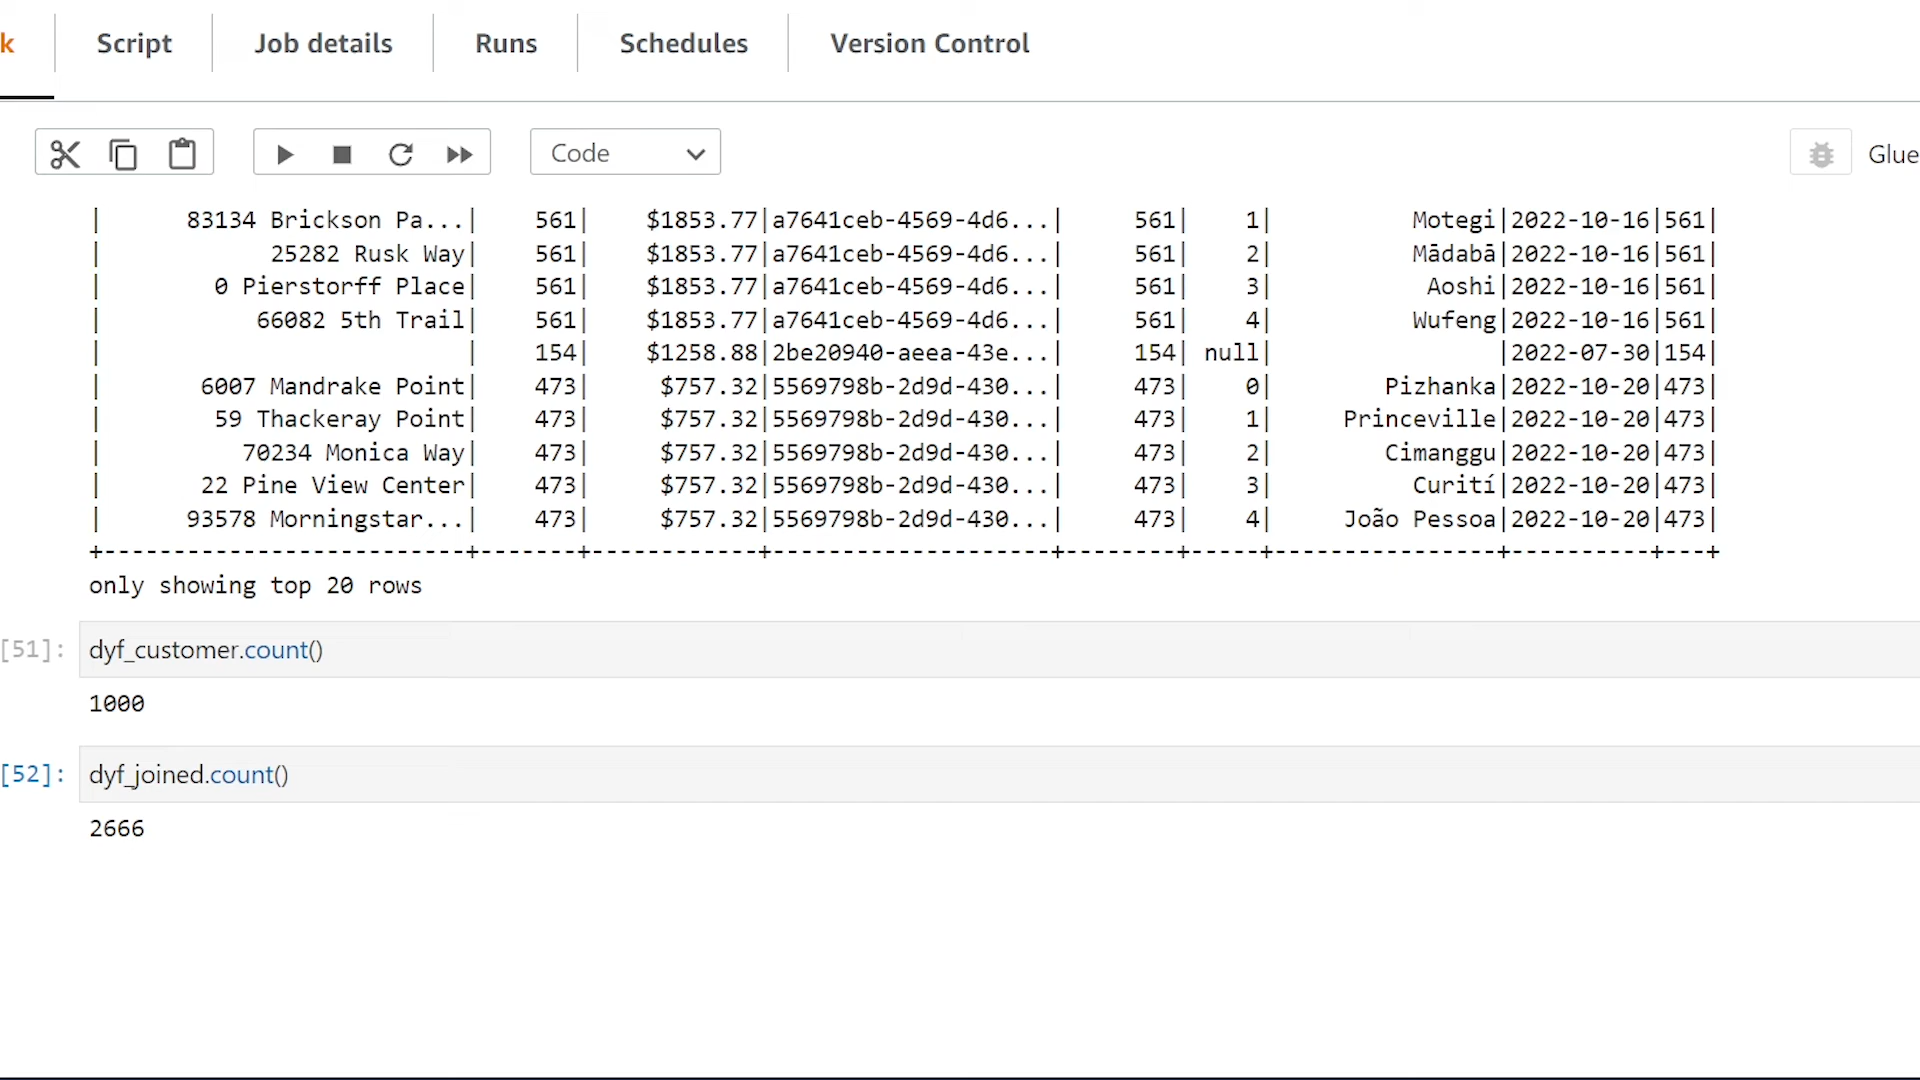 k Script Job details Runs Schedules Version Control
Code Glue
| 83134 Brickson Pa...| 561| $1853.77|a7641ceb-4569-4d6...| 561| 1| Motegi|2022-10-16|561|
| 25282 Rusk Way| 561| $1853.77|a7641ceb-4569-4d6...| 561| 2| Mādabā|2022-10-16|561|
| 0 Pierstorff Place| 561| $1853.77|a7641ceb-4569-4d6...| 561| 3| Aoshi|2022-10-16|561|
| 66082 5th Trail| 561| $1853.77|a7641ceb-4569-4d6...| 561| 4| Wufeng|2022-10-16|561|
| | 154| $1258.88|2be20940-aeea-43e...| 154| null| |2022-07-30|154|
| 6007 Mandrake Point| 473| $757.32|5569798b-2d9d-430...| 473| 0| Pizhanka|2022-10-20|473|
| 59 Thackeray Point| 473| $757.32|5569798b-2d9d-430...| 473| 1| Princeville|2022-10-20|473|
| 70234 Monica Way| 473| $757.32|5569798b-2d9d-430...| 473| 2| Cimanggu|2022-10-20|473|
| 22 Pine View Center| 473| $757.32|5569798b-2d9d-430...| 473| 3| Curití|2022-10-20|473|
| 93578 Morningstar...| 473| $757.32|5569798b-2d9d-430...| 473| 4| João Pessoa|2022-10-20|473|
+--------------------------+-------+------------+--------------------+--------+-----+----------------+----------+---+
only showing top 20 rows
[51]: dyf_customer.count()
1000
[52]: dyf_joined.count()
2666